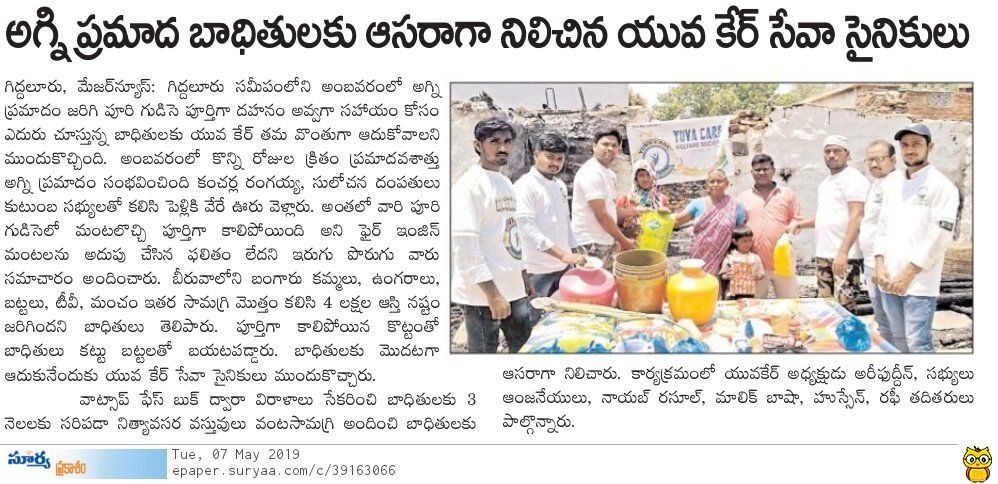 అగ్ని ప్రమాద బాధితులకు ఆసరాగా నిలిచిన యువ కేర్ సేవా సైనికులు
గిద్దలూరు, మేజర్‌న్యూస్: గిద్దలూరు సమీపంలోని అంబవరంలో అగ్ని
ప్రమాదం జరిగి పూరి గుడిసె పూర్తిగా దహనం అవ్వగా సహాయం కోసం
ఎదురు చూస్తున్న బాధితులకు యువ కేర్ తమ వొంతుగా ఆదుకోవాలని
ముందుకొచ్చింది. అంబవరంలో కొన్ని రోజుల క్రితం ప్రమాదవశాత్తు
అగ్ని ప్రమాదం సంభవించింది కంచర్ల రంగయ్య, సులోచన దంపతులు
కుటుంబ సభ్యులతో కలిసి పెళ్లికి వేరే ఊరు వెళ్లారు. అంతలో వారి పూరి
గుడిసెలో మంటలొచ్చి పూర్తిగా కాలిపోయింది అని ఫైర్ ఇంజిన్
మంటలను అదుపు చేసిన ఫలితం లేదని ఇరుగు పొరుగు వారు
సమాచారం అందించారు. బీరువాలోని బంగారు కమ్ములు, ఉంగరాలు,
బట్టలు, టీవీ, మంచం ఇతర సామగ్రి మొత్తం కలిసి 4 లక్షల ఆస్తి నష్టం
జరిగిందని బాధితులు తెలిపారు. పూర్తిగా కాలిపోయిన కొట్టంతో
బాధితులు కట్టు బట్టలతో బయటపడ్డారు. బాధితులకు మొదటగా
ఆదుకునేందుకు యువ కేర్ సేవా సైనికులు ముందుకొచ్చారు.
వాట్సాప్ ఫేస్ బుక్ ద్వారా విరాళాలు సేకరించి బాధితులకు 3
నెలలకు సరిపడా నిత్యావసర వస్తువులు వంటసామగ్రి అందించి బాధితులకు
YUVA CARE
WELFARE SOCIETY
YUVA CARE
ఆసరాగా నిలిచారు. కార్యక్రమంలో యువకేర్ అధ్యక్షుడు అరీఫుద్దీన్, సభ్యులు
ఆంజనేయులు, నాయబ్ రసూల్, మాలిక్ బాషా, హుస్సేన్, రఫీ తదితరులు
పాల్గొన్నారు.
సూర్య ప్రకాశం
Tue, 07 May 2019
epaper.suryaa.com/c/39163066